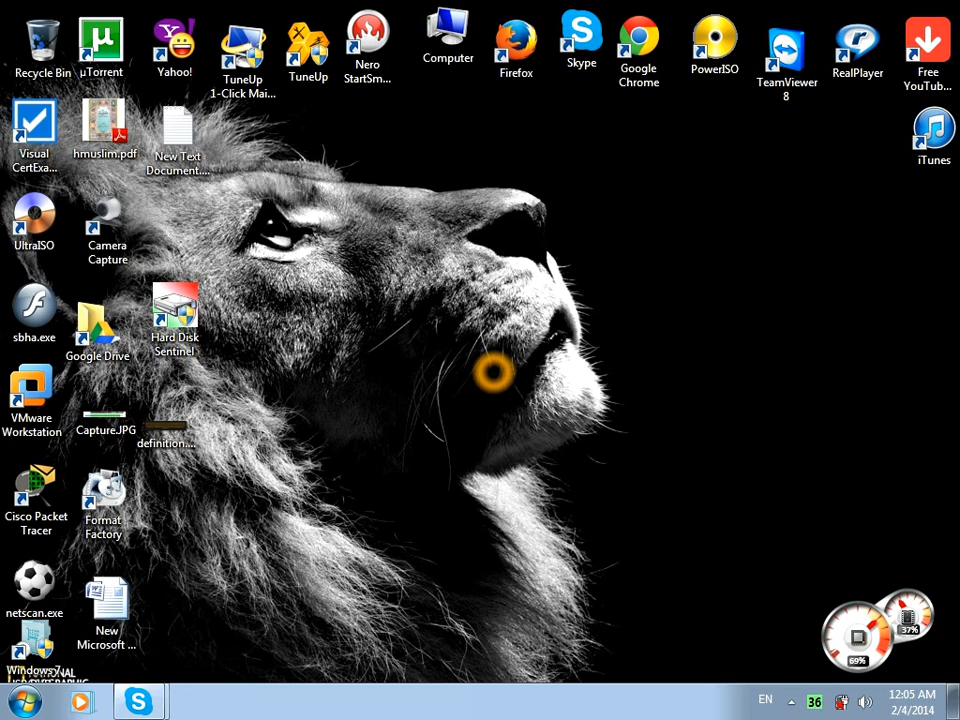 Recycle Bin
µTorrent
Yahoo!
TuneUp
1-Click Mai...
TuneUp
Nero
StartSm...
Computer
Firefox
Skype
Google
Chrome
PowerISO
TeamViewer
8
RealPlayer
Free
YouTub...
Visual
CertExa...
hmuslim.pdf
New Text
Document....
iTunes
UltraISO
Camera
Capture
sbha.exe
Google Drive
Hard Disk
Sentinel
VMware
Workstation
Capture.JPG
definition....
Cisco Packet
Tracer
Format
Factory
netscan.exe
New
Microsoft ...
Windows 7
69%
37%
EN
36
12:05 AM
2/4/2014